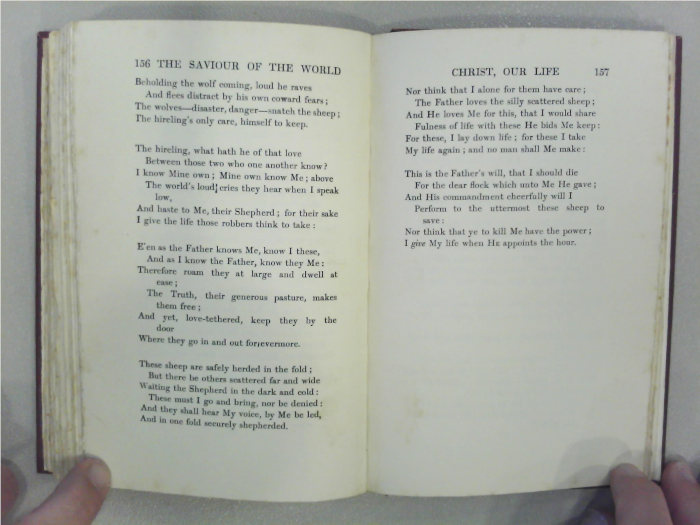 156 THE SAVIOUR OF THE WORLD
Beholding the wolf coming, loud he raves
And flees distract by his own coward fears;
The wolves—disaster, danger—snatch the sheep;
The hireling's only care, himself to keep.
The hireling, what hath he of that love
Between those two who one another know?
I know Mine own; Mine own know Me; above
The world's loud cries they hear when I speak
low,
And haste to Me, their Shepherd; for their sake
I give the life those robbers think to take:
E'en as the Father knows Me, know I these,
And as I know the Father, know they Me:
Therefore roam they at large and dwell at
ease;
The Truth, their generous pasture, makes
them free;
And yet, love-tethered, keep they by the
door
Where they go in and out forevermore.
These sheep are safely herded in the fold;
But there be others scattered far and wide
Waiting the Shepherd in the dark and cold:
These must I go and bring, nor be denied:
And they shall hear My voice, by Me be led,
And in one fold securely shepherded.
CHRIST, OUR LIFE 157
Nor think that I alone for them have care;
The Father loves the silly scattered sheep;
And He loves Me for this, that I would share
Fulness of life with these He bids Me keep:
For these, I lay down life; for these I take
My life again; and no man shall Me make:
This is the Father's will, that I should die
For the dear flock which unto Me He gave;
And His commandment cheerfully will I
Perform to the uttermost these sheep to
save:
Nor think that ye to kill Me have the power;
I give My life when HE appoints the hour.